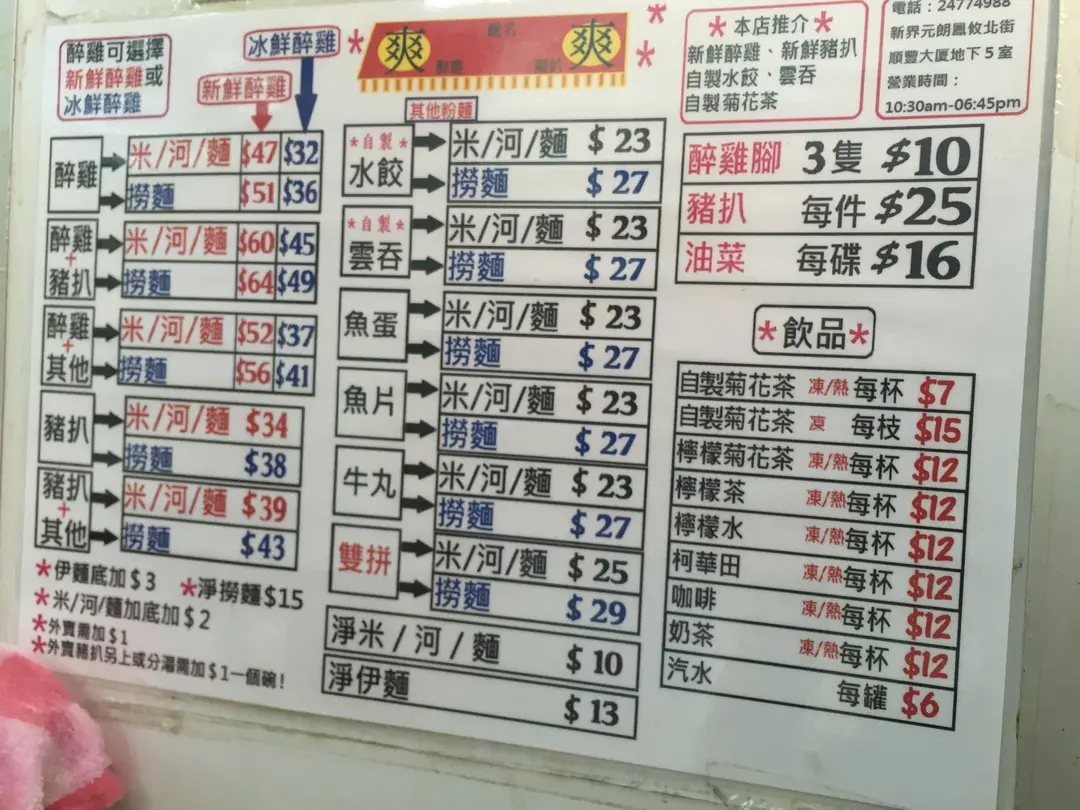 醉雞可選擇
新鮮醉雞或
冰鮮醉雞
冰鮮醉雞
新鮮醉雞
醉雞 米/河/麵 $47 $32
撈麵 $51 $36
醉雞+豬扒 米/河/麵 $60 $45
撈麵 $64 $49
醉雞+其他 米/河/麵 $52 $37
撈麵 $56 $41
豬扒 米/河/麵 $34
撈麵 $38
豬扒+其他 米/河/麵 $39
撈麵 $43
*伊麵底加$3 *淨撈麵$15
*米/河/麵加底加$2
*外賣需加$1
*外賣豬扒另上或分湯需加$1一個碗!
爽 爽
其他粉麵
*自製* 水餃 米/河/麵 $23
撈麵 $27
*自製* 雲吞 米/河/麵 $23
撈麵 $27
魚蛋 米/河/麵 $23
撈麵 $27
魚片 米/河/麵 $23
撈麵 $27
牛丸 米/河/麵 $23
撈麵 $27
雙拼 米/河/麵 $25
撈麵 $29
淨米/河/麵 $10
淨伊麵 $13
*本店推介*
新鮮醉雞、新鮮豬扒
自製水餃、雲吞
自製菊花茶
電話:24774988
新界元朗鳳攸北街
順豐大厦地下5室
營業時間:
10:30am-06:45pm
醉雞腳 3隻 $10
豬扒 每件 $25
油菜 每碟 $16
*飲品*
自製菊花茶 凍/熱 每杯 $7
自製菊花茶 凍 每枝 $15
檸檬菊花茶 凍/熱 每杯 $12
檸檬茶 凍/熱 每杯 $12
檸檬水 凍/熱 每杯 $12
柯華田 凍/熱 每杯 $12
咖啡 凍/熱 每杯 $12
奶茶 凍/熱 每杯 $12
汽水 每罐 $6